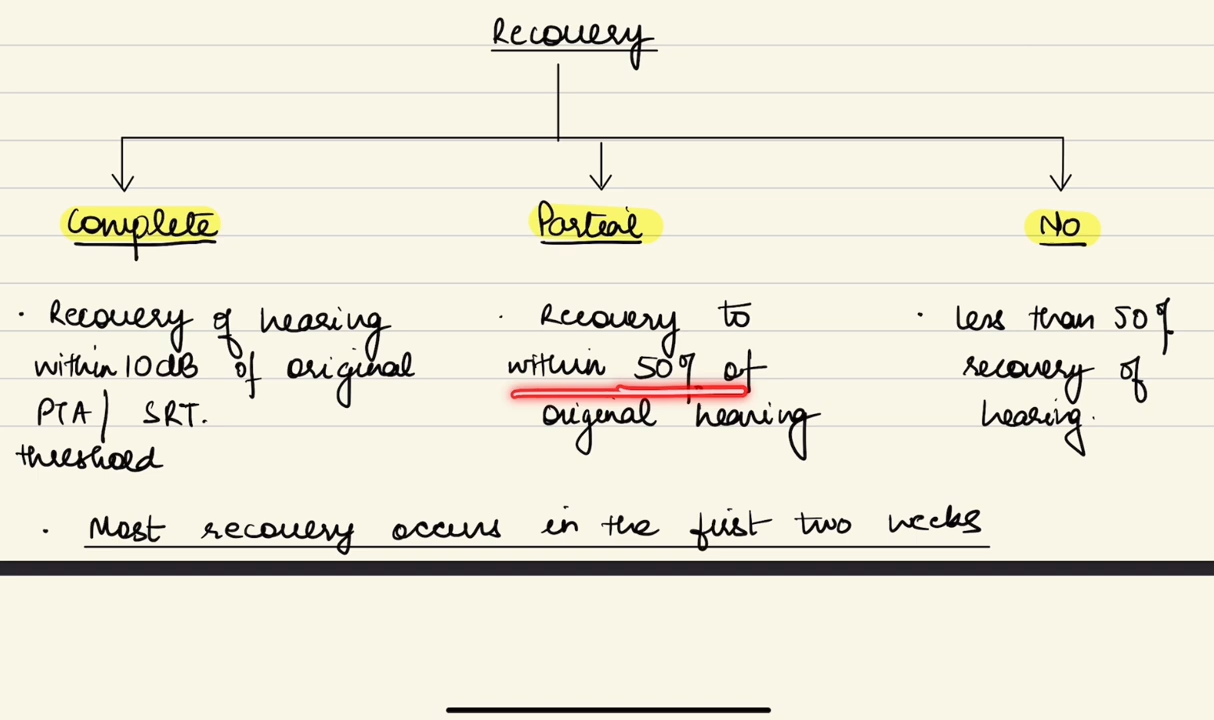 Recovery
Complete
Partial
No
· Recovery of hearing
within 10dB of original
PTA/ SRT.
threshold
· Recovery to
within 50% of
original hearing
· less than 50%
recovery of
hearing.
· Most recovery occurs in the first two weeks